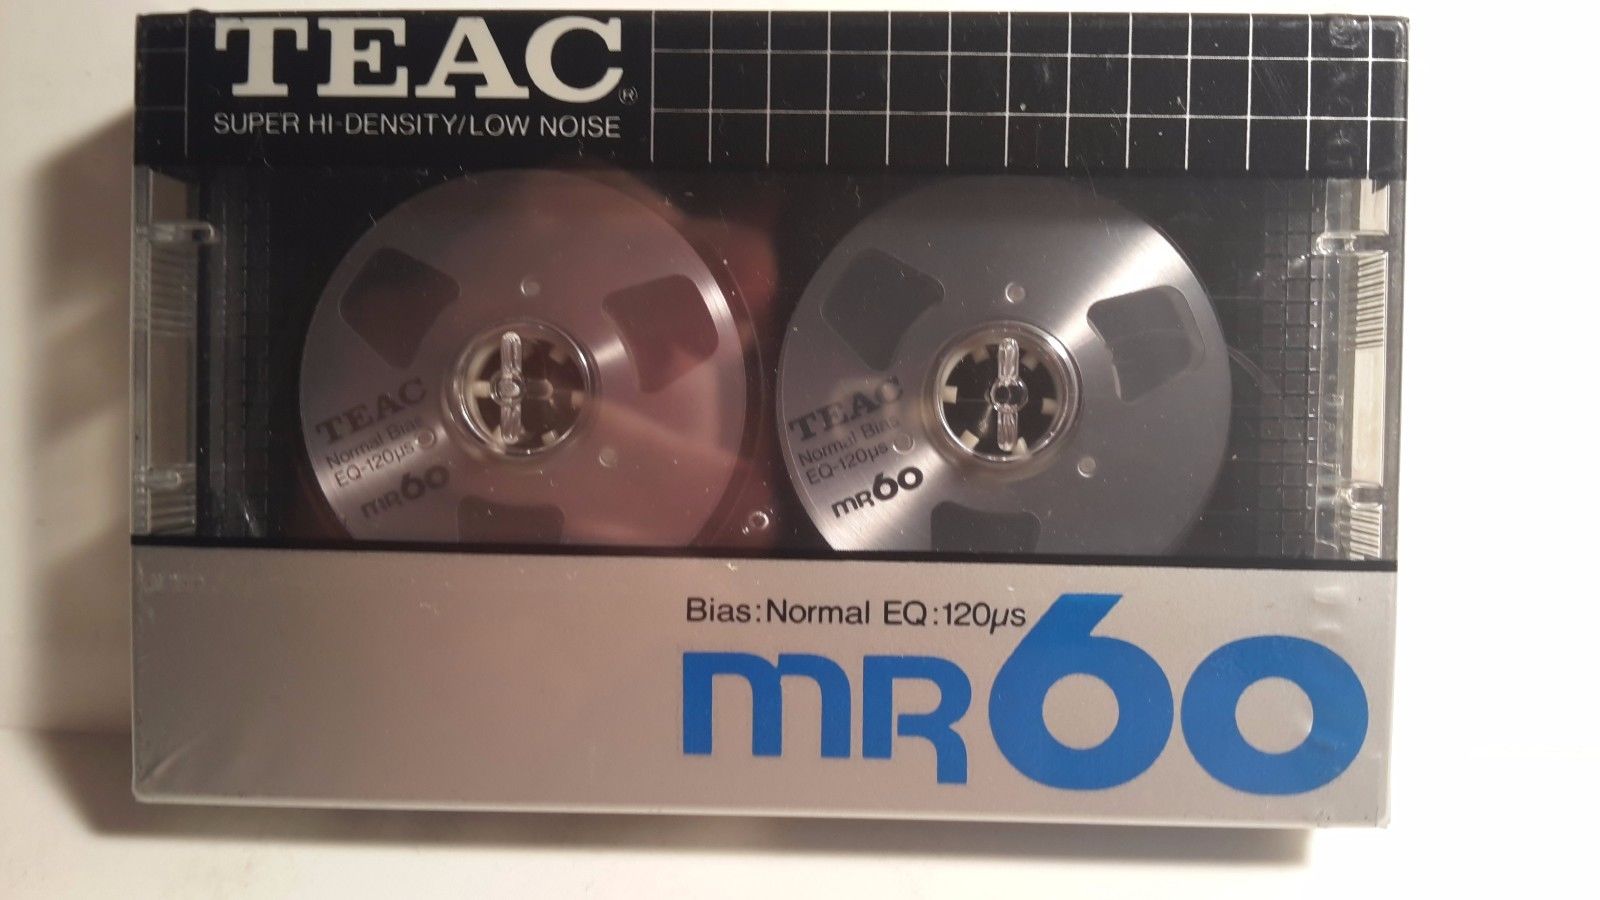 TEAC®
SUPER HI-DENSITY/LOW NOISE
TEAC
Normal Bias
EQ-120µs
mR60
TEAC
Normal Bias
EQ-120µs
mR60
Bias:Normal EQ:120µs
mR60